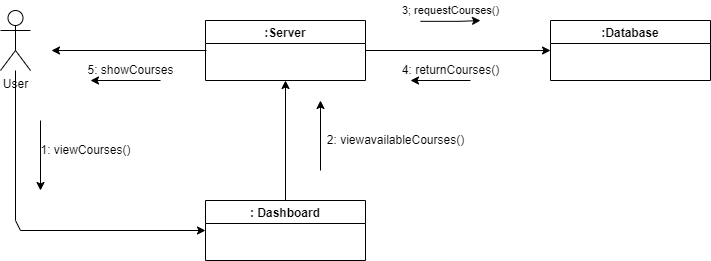 3; requestCourses()
:Server
:Database
5: showCourses
4: returnCourses()
User
1: viewCourses()
2: viewavailableCourses()
: Dashboard